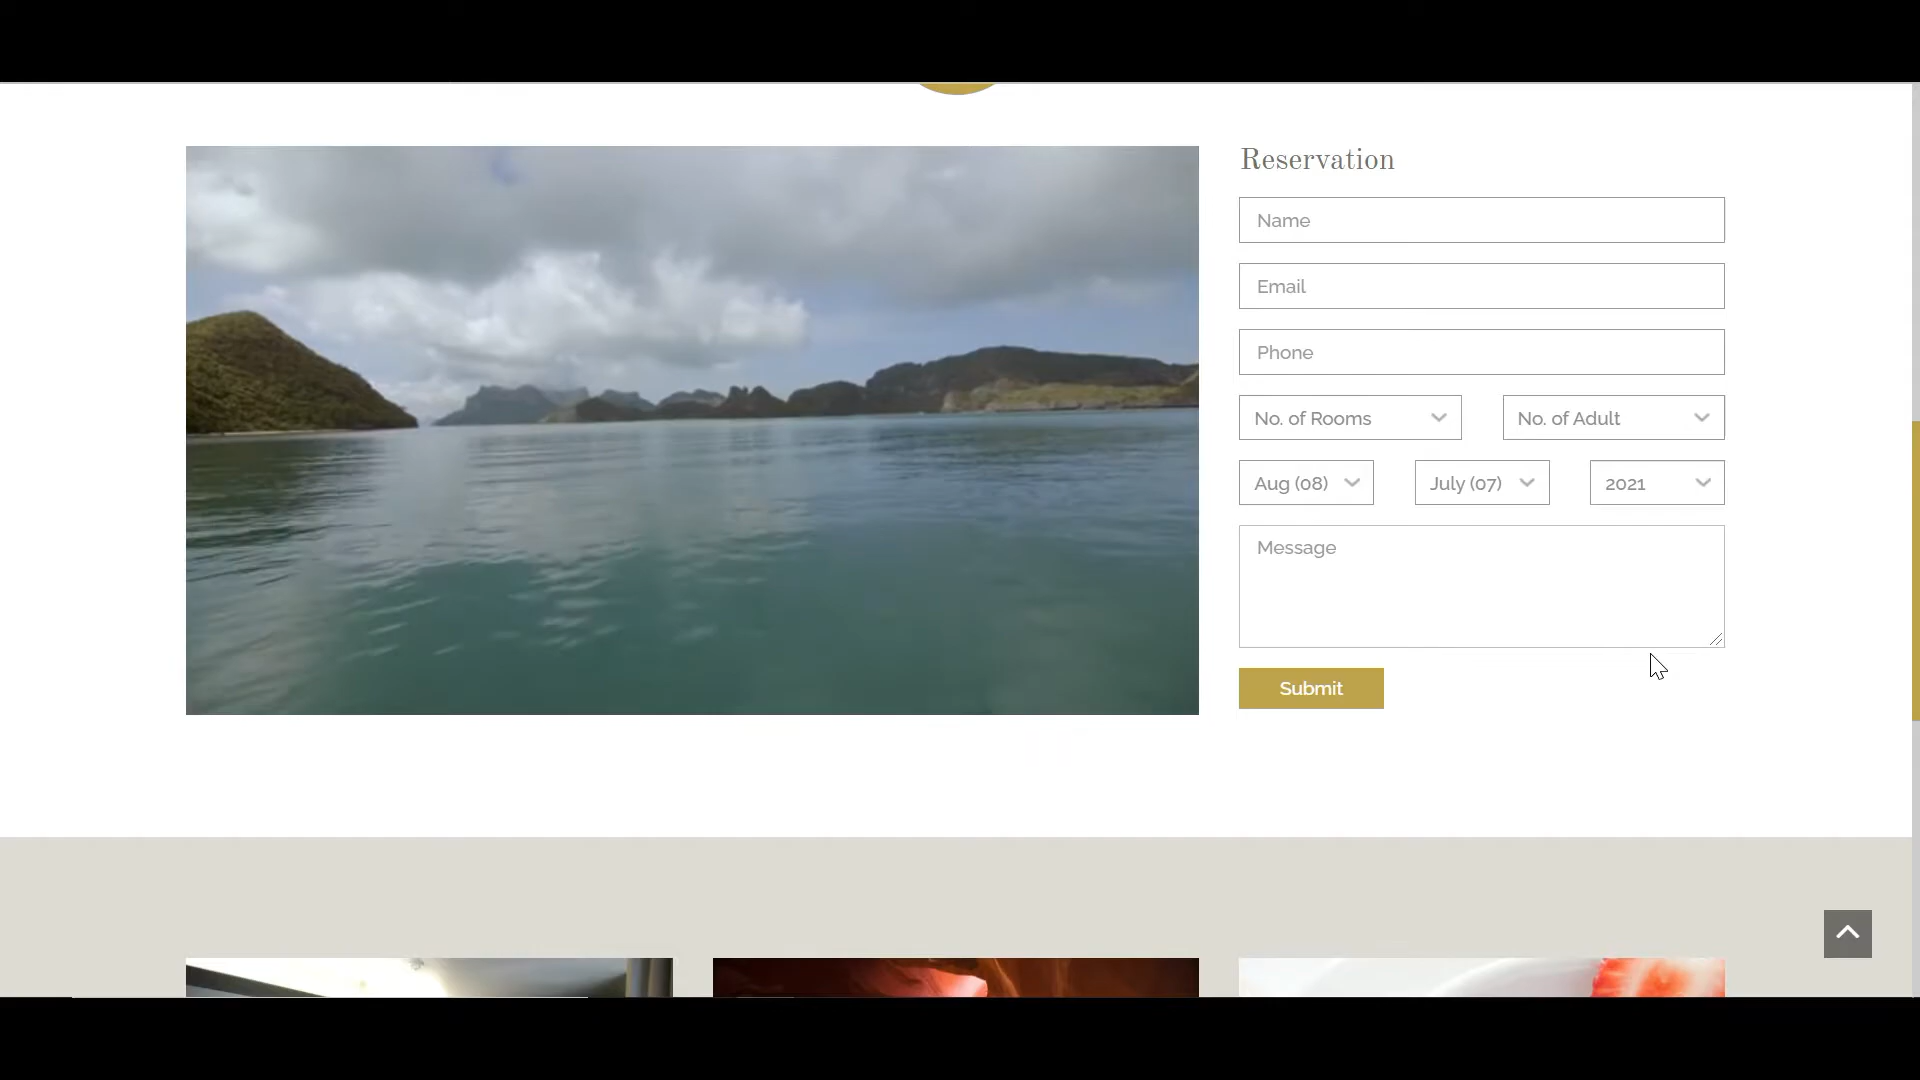 Reservation
Name
Email
Phone
No. of Rooms No. of Adult
Aug (08) July (07) 2021
Message
Submit